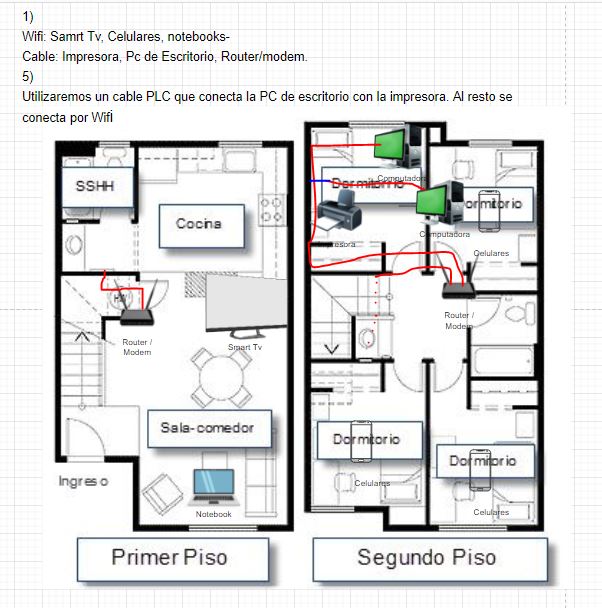 1)
Wifi: Samrt Tv, Celulares, notebooks-
Cable: Impresora, Pc de Escritorio, Router/modem.
5)
Utilizaremos un cable PLC que conecta la PC de escritorio con la impresora. Al resto se
conecta por Wifi
SSHH
Cocina
Router /
Modem
Smart Tv
Sala-comedor
Ingreso
Notebook
Primer Piso
Computadora
Dormitorio
Impresora
Computadora
ormitorio
Celulares
Router /
Modem
Dormitorio
Celulares
Dormitorio
Celulares
Segundo Piso